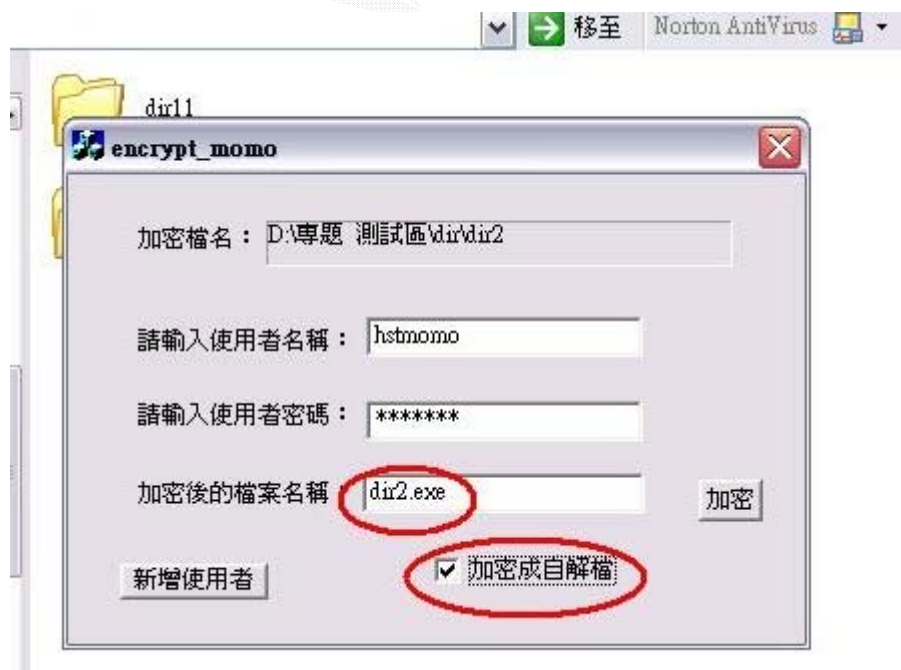 移至 Norton AntiVirus
dir11
encrypt_momo
加密檔名： D:\專題 測試區\dir\dir2
請輸入使用者名稱： hstmomo
請輸入使用者密碼： *******
加密後的檔案名稱 dir2.exe
加密
新增使用者
加密成自解檔